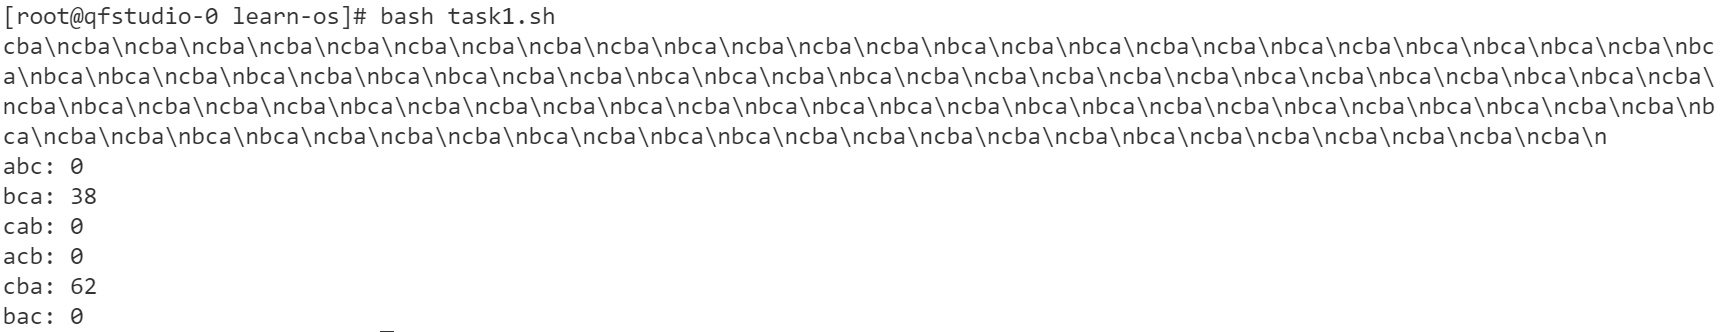 [root@qfstudio-0 learn-os]# bash task1.sh
cba\ncba\ncba\ncba\ncba\ncba\ncba\ncba\ncba\ncba\nbca\ncba\ncba\ncba\nbca\ncba\nbca\ncba\ncba\nbca\ncba\nbca\nbca\nbca\ncba\nbc
a\nbca\nbca\ncba\nbca\ncba\nbca\nbca\ncba\ncba\nbca\nbca\ncba\nbca\ncba\ncba\ncba\ncba\ncba\nbca\ncba\nbca\ncba\nbca\nbca\ncba\
ncba\nbca\ncba\ncba\ncba\nbca\ncba\ncba\ncba\nbca\ncba\nbca\nbca\nbca\ncba\nbca\nbca\ncba\ncba\nbca\ncba\nbca\nbca\ncba\ncba\nb
ca\ncba\ncba\nbca\nbca\ncba\ncba\ncba\nbca\ncba\nbca\nbca\ncba\ncba\ncba\ncba\ncba\nbca\ncba\ncba\ncba\ncba\ncba\ncba\n
abc: 0
bca: 38
cab: 0
acb: 0
cba: 62
bac: 0